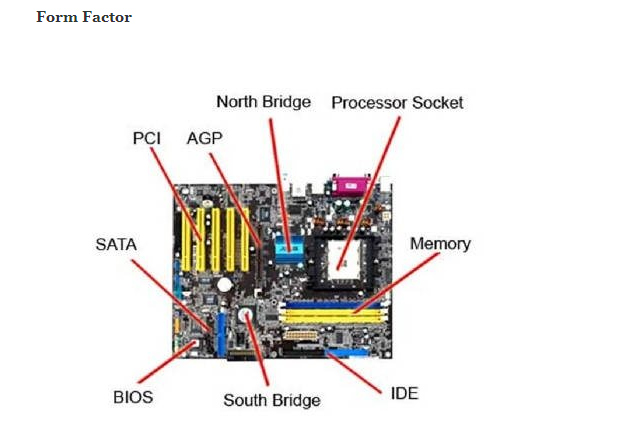 Form Factor
North Bridge Processor Socket
PCI AGP
SATA
Memory
BIOS
South Bridge
IDE